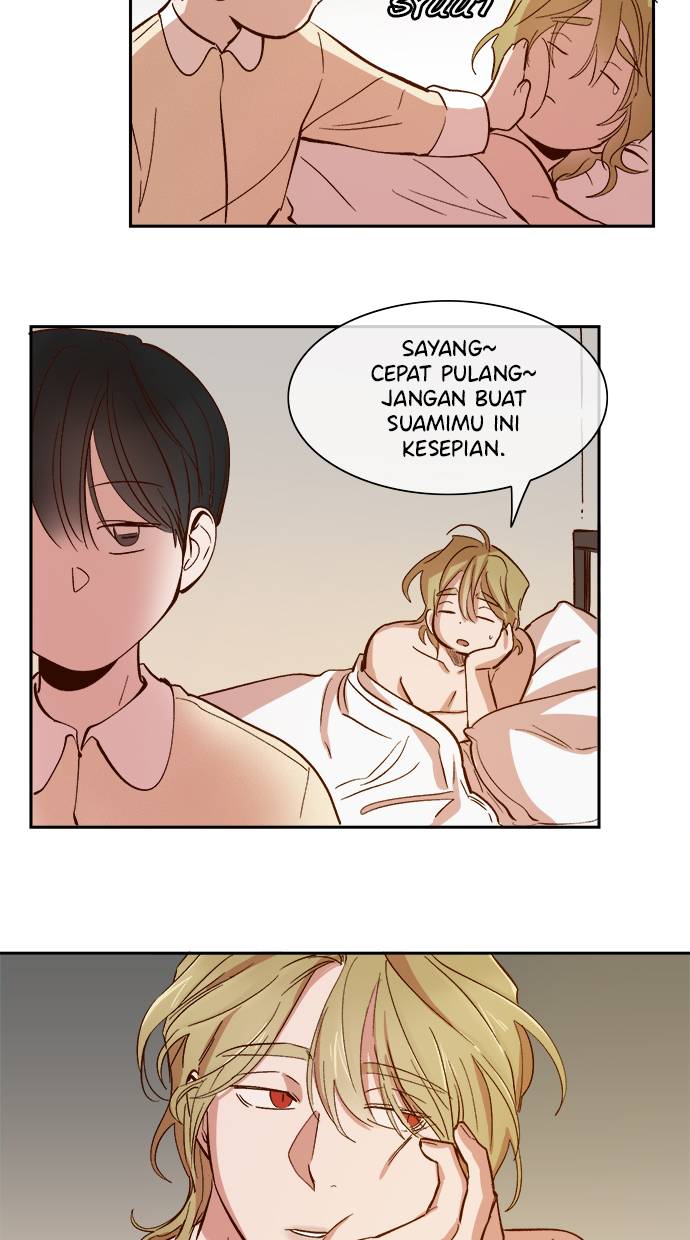 SAYANG~
CEPAT PULANG~
JANGAN BUAT
SUAMIMU INI
KESEPIAN.